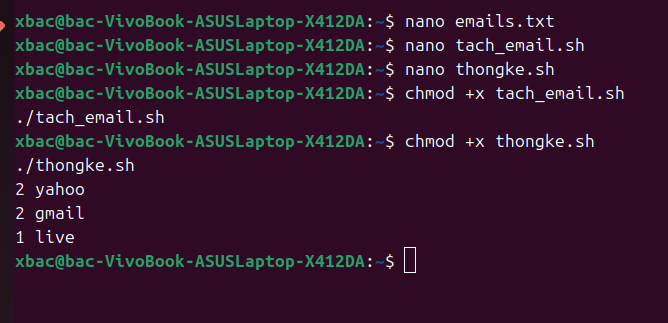 xbac@bac-VivoBook-ASUSLaptop-X412DA:~$ nano emails.txt
xbac@bac-VivoBook-ASUSLaptop-X412DA:~$ nano tach_email.sh
xbac@bac-VivoBook-ASUSLaptop-X412DA:~$ nano thongke.sh
xbac@bac-VivoBook-ASUSLaptop-X412DA:~$ chmod +x tach_email.sh
./tach_email.sh
xbac@bac-VivoBook-ASUSLaptop-X412DA:~$ chmod +x thongke.sh
./thongke.sh
2 yahoo
2 gmail
1 live
xbac@bac-VivoBook-ASUSLaptop-X412DA:~$